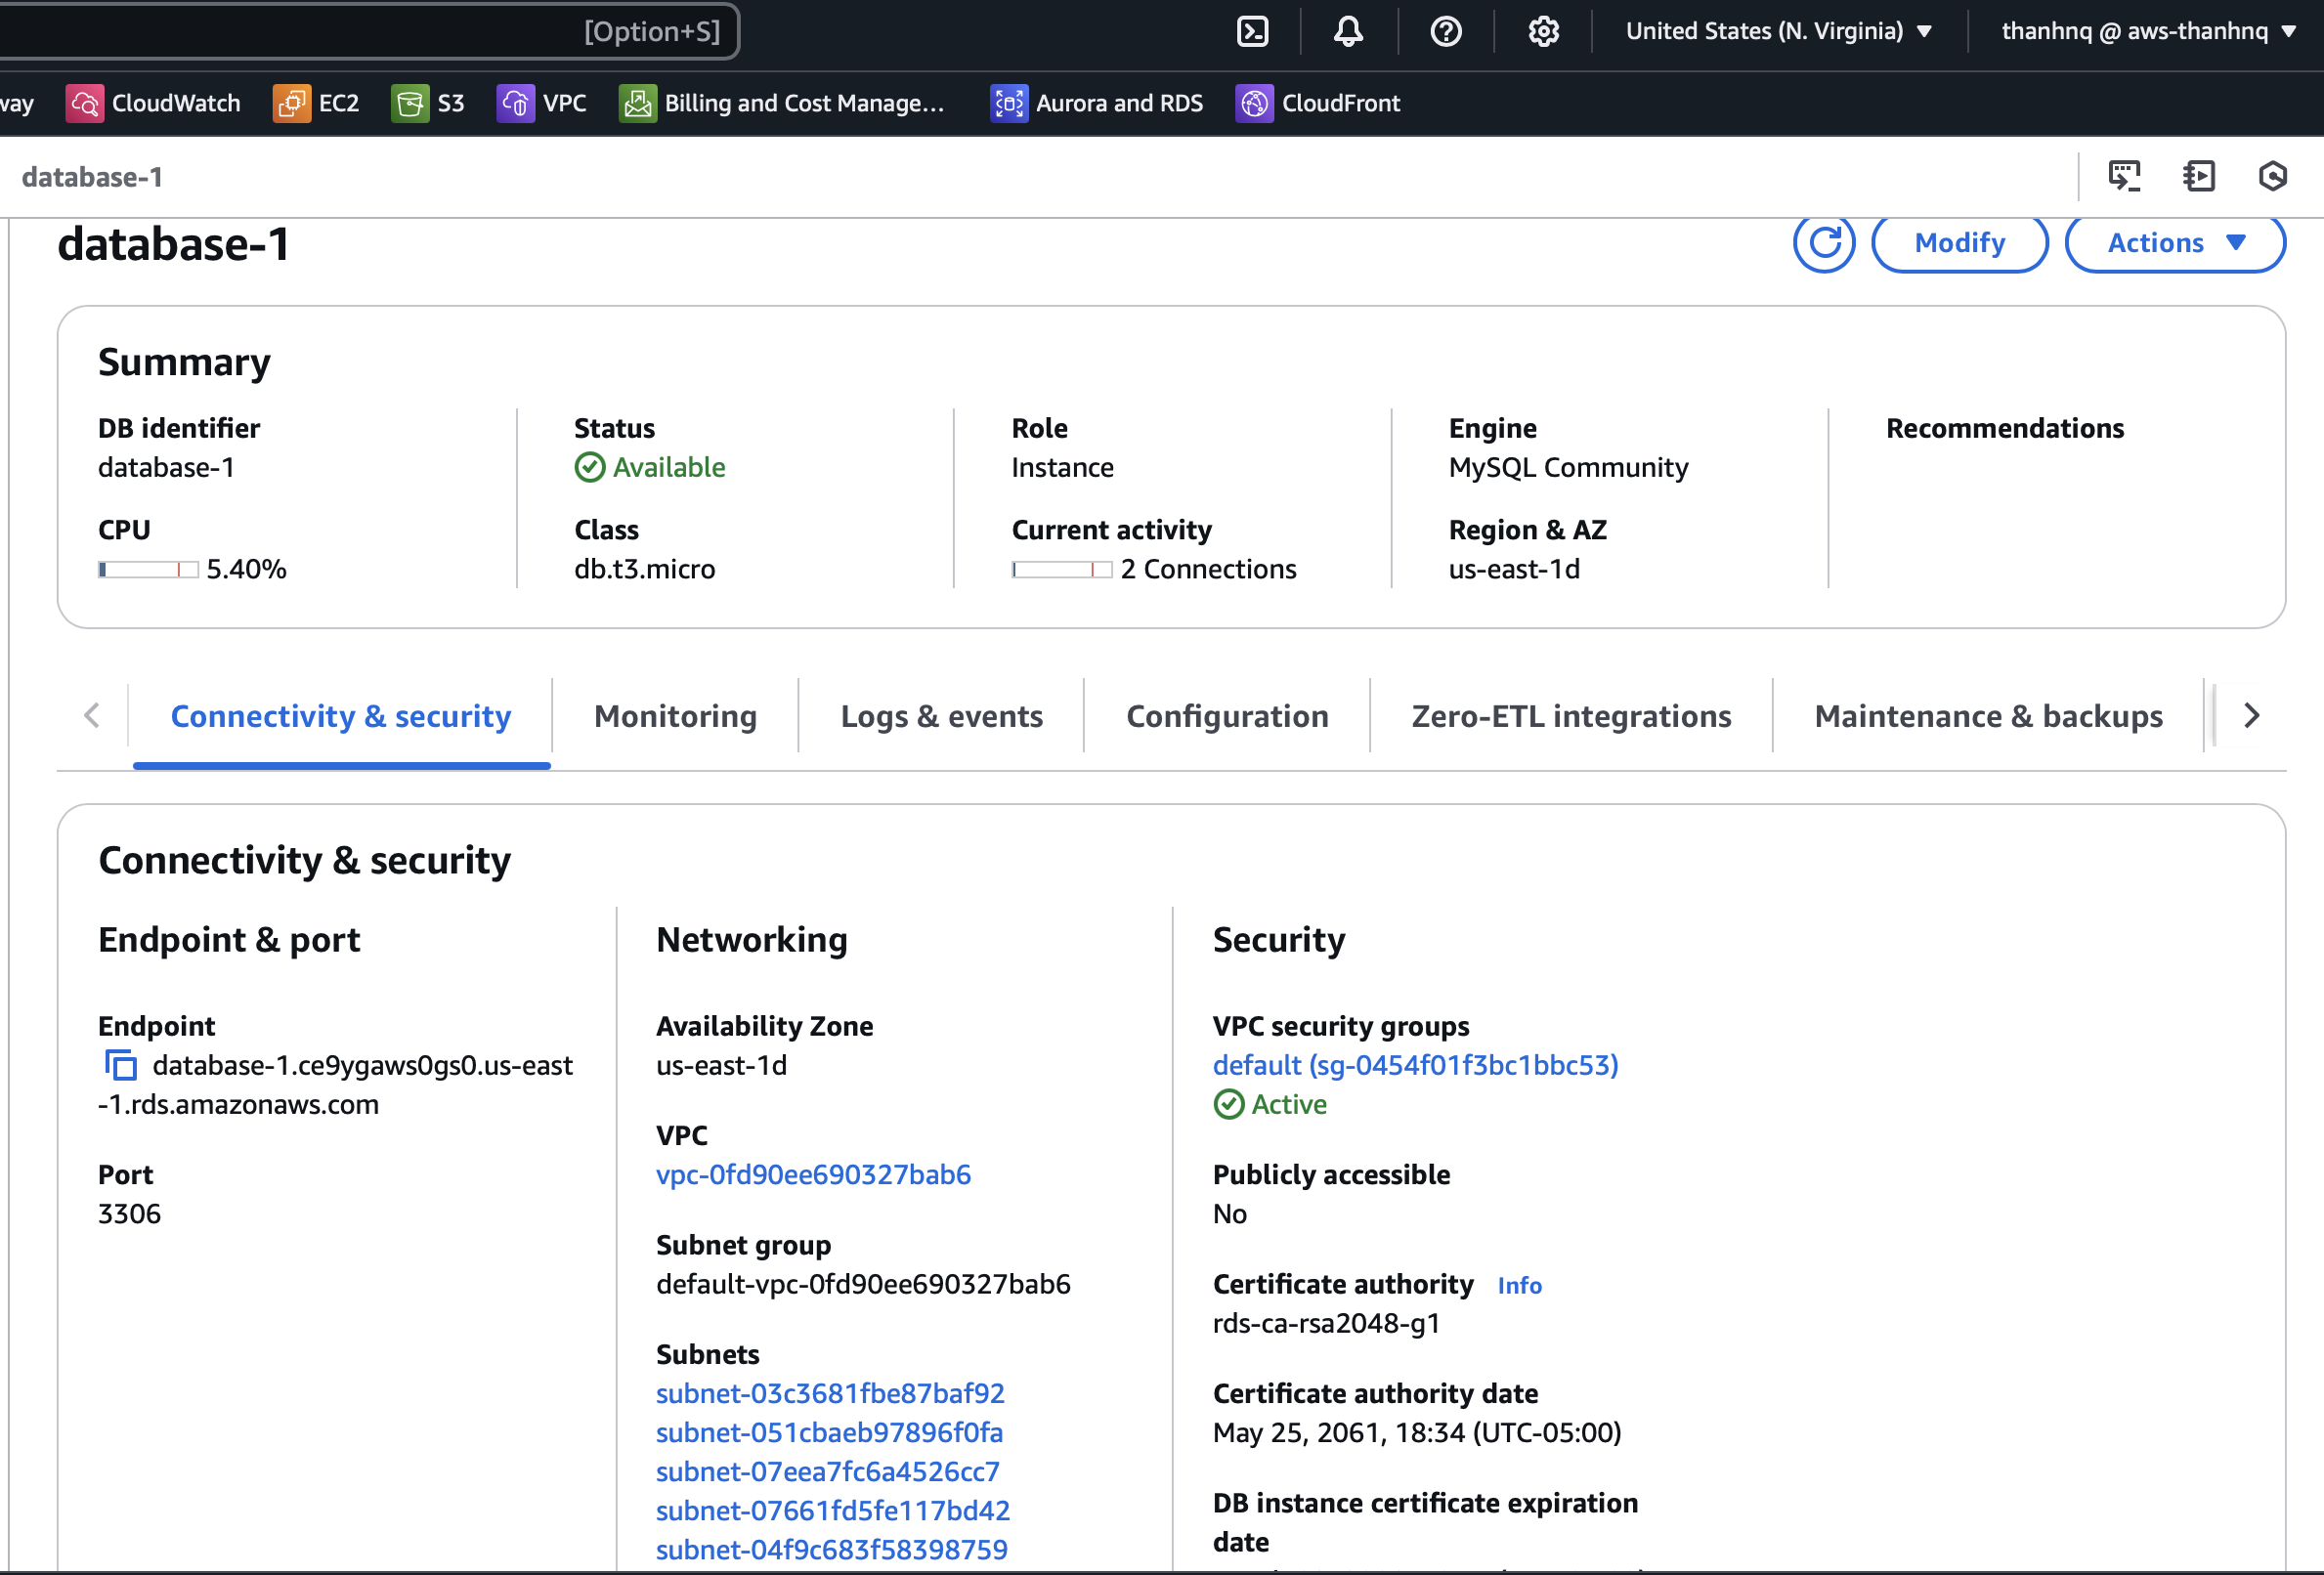 [Option+S]
United States (N. Virginia)
thanhnq @ aws-thanhnq
way
CloudWatch
EC2
S3
VPC
Billing and Cost Manage...
Aurora and RDS
CloudFront
database-1
database-1
Modify
Actions
Summary
DB identifier
database-1
Status
Available
Role
Instance
Engine
MySQL Community
Recommendations
CPU
5.40%
Class
db.t3.micro
Current activity
2 Connections
Region & AZ
us-east-1d
Connectivity & security
Monitoring
Logs & events
Configuration
Zero-ETL integrations
Maintenance & backups
Connectivity & security
Endpoint & port
Endpoint
database-1.ce9ygaws0gs0.us-east
-1.rds.amazonaws.com
Port
3306
Networking
Availability Zone
us-east-1d
VPC
vpc-0fd90ee690327bab6
Subnet group
default-vpc-0fd90ee690327bab6
Subnets
subnet-03c3681fbe87baf92
subnet-051cbaeb97896f0fa
subnet-07eea7fc6a4526cc7
subnet-07661fd5fe117bd42
subnet-04f9c683f58398759
Security
VPC security groups
default (sg-0454f01f3bc1bbc53)
Active
Publicly accessible
No
Certificate authority Info
rds-ca-rsa2048-g1
Certificate authority date
May 25, 2061, 18:34 (UTC-05:00)
DB instance certificate expiration
date